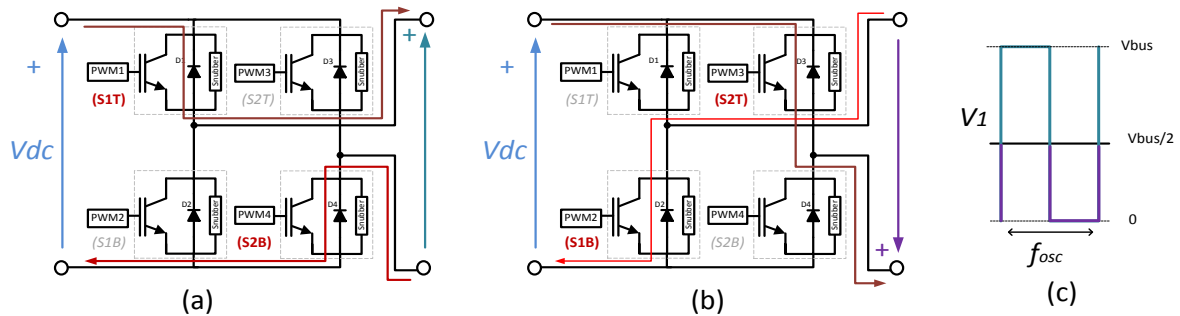 +
Vdc
PWM1
(S1T)
D1
Snubber
PWM3
(S2T)
D3
Snubber
PWM2
(S1B)
D2
Snubber
PWM4
(S2B)
D4
Snubber
+
(a)
+
Vdc
PWM1
(S1T)
D1
Snubber
PWM3
(S2T)
D3
Snubber
PWM2
(S1B)
D2
Snubber
PWM4
(S2B)
D4
Snubber
+
(b)
Vbus
V1
Vbus/2
0
fosc
(c)